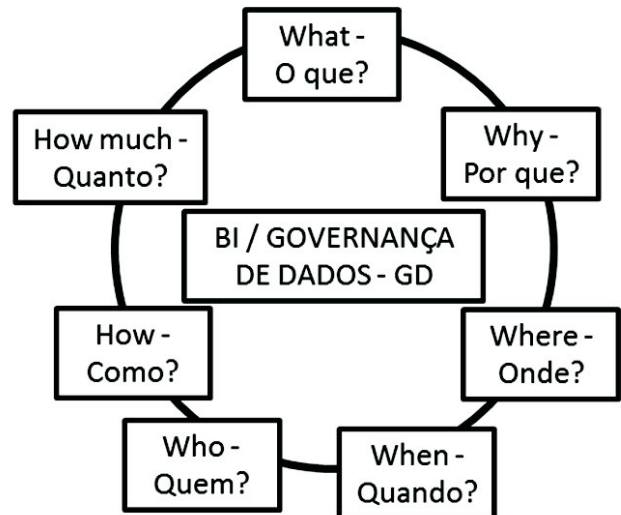 What -
O que?
Why -
Por que?
How much -
Quanto?
BI / GOVERNANÇA
DE DADOS - GD
Where -
Onde?
How -
Como?
Who -
Quem?
When -
Quando?